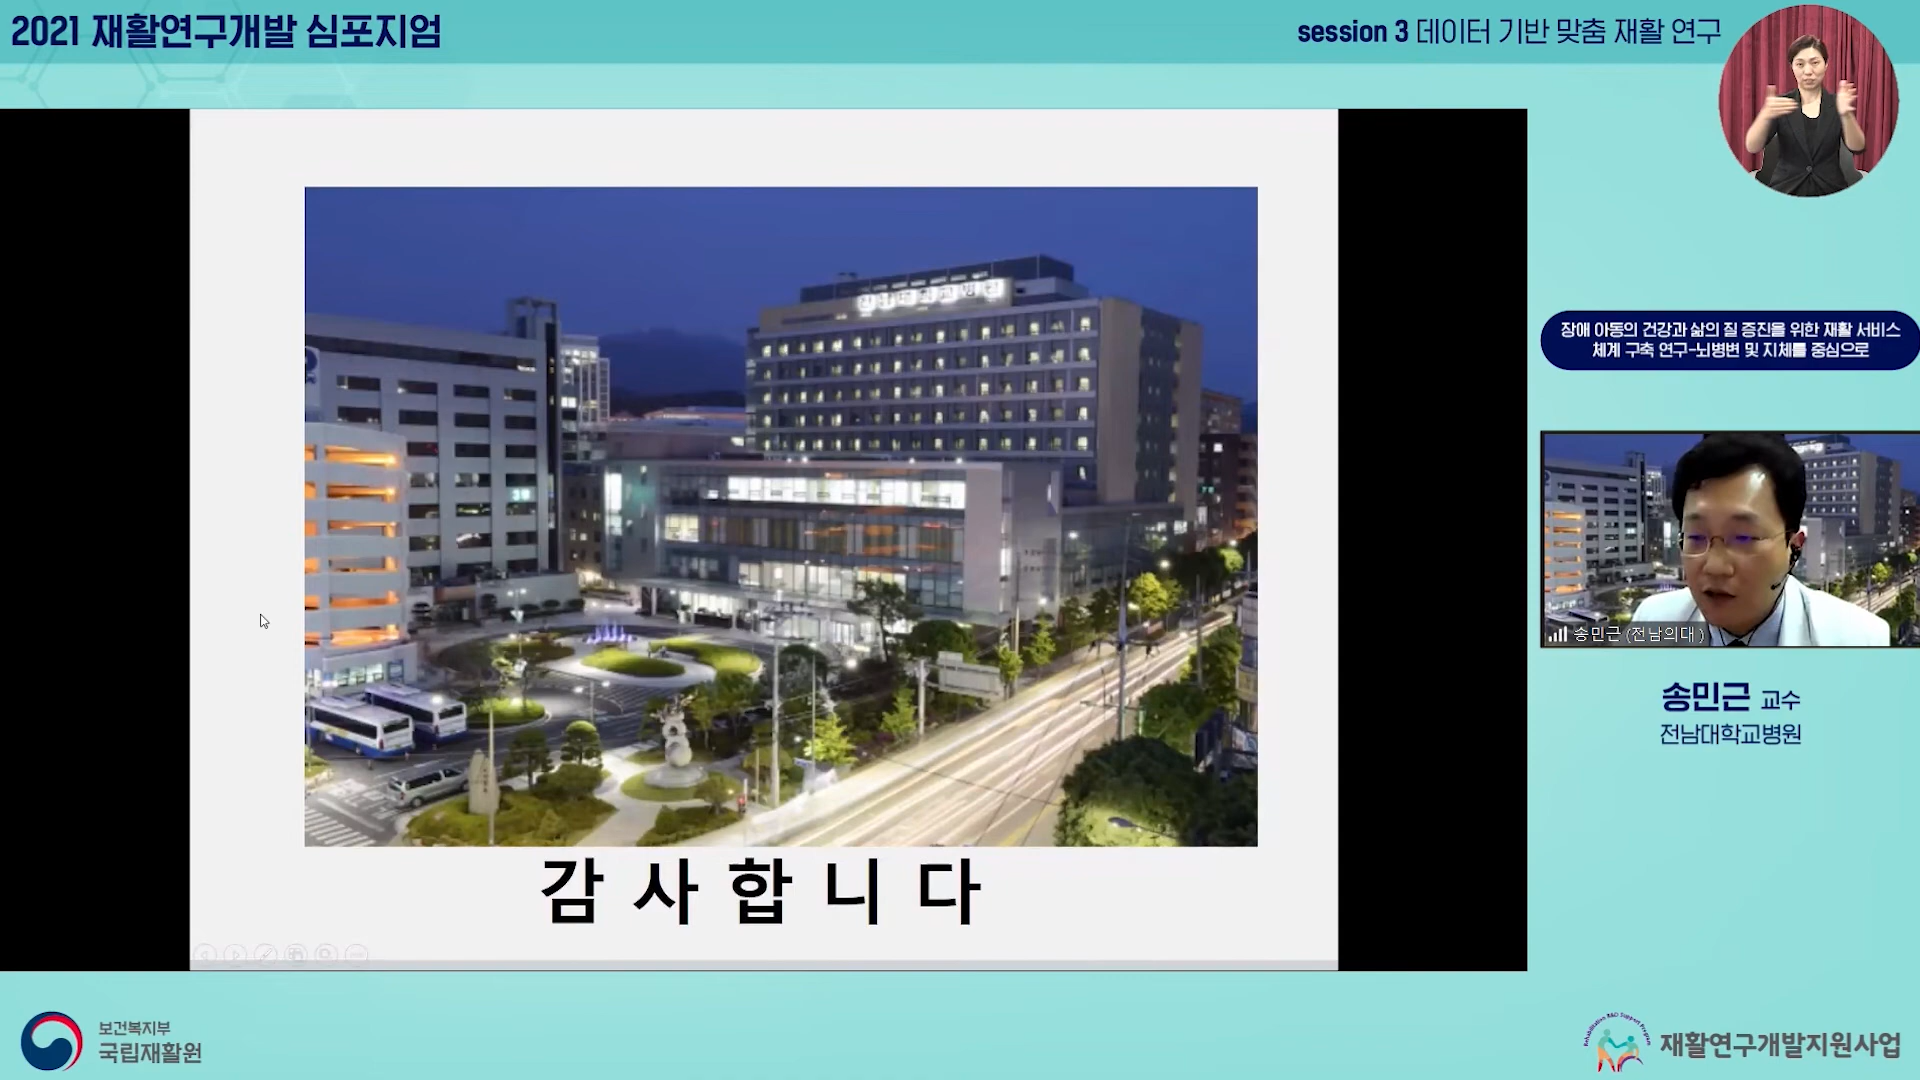 2021 재활연구개발 심포지엄
session 3 데이터 기반 맞춤 재활 연구
장애 아동의 건강과 삶의 질 증진을 위한 재활 서비스
체계 구축 연구-뇌병변 및 지체를 중심으로
송민근 (전남의대)
송민근 교수
전남대학교병원
감 사 합 니 다
보건복지부
국립재활원
Rehabilitation R&D Support Program
재활연구개발지원사업